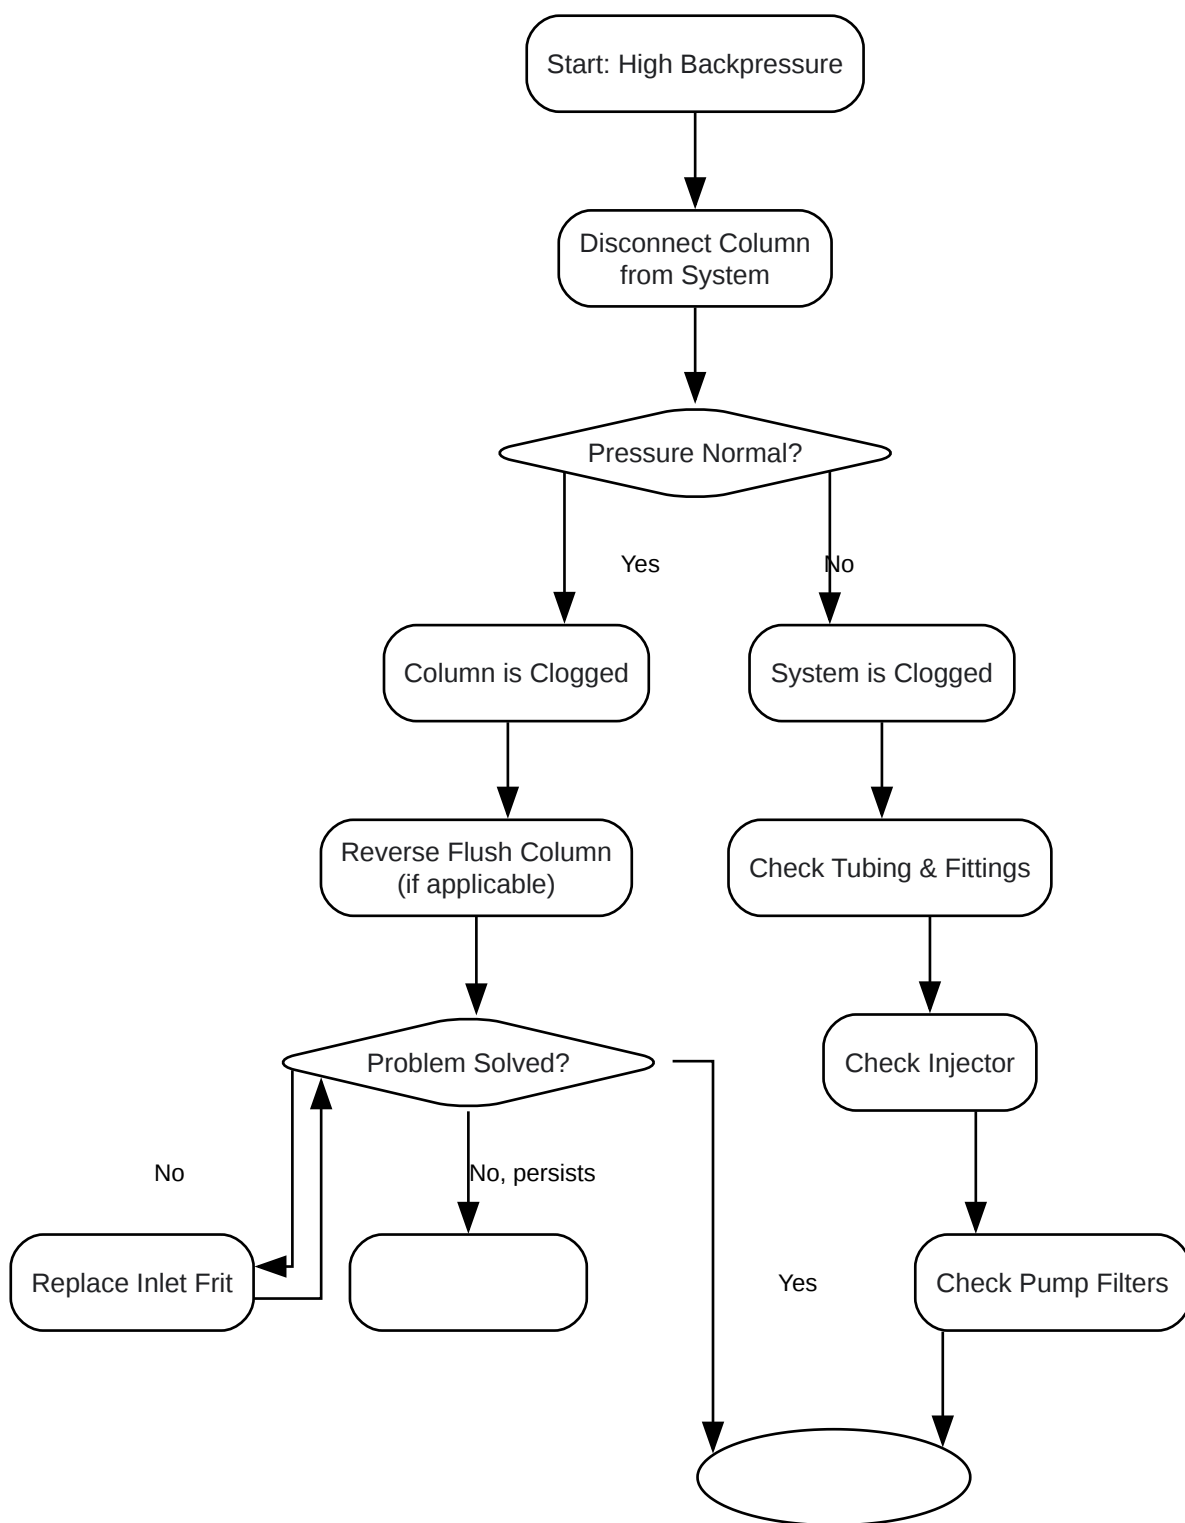 Start: High Backpressure
Disconnect Column
from System
Pressure Normal?
Yes
No
Column is Clogged
System is Clogged
Reverse Flush Column
(if applicable)
Check Tubing & Fittings
Problem Solved?
Check Injector
No
No, persists
Replace Inlet Frit
Yes
Check Pump Filters